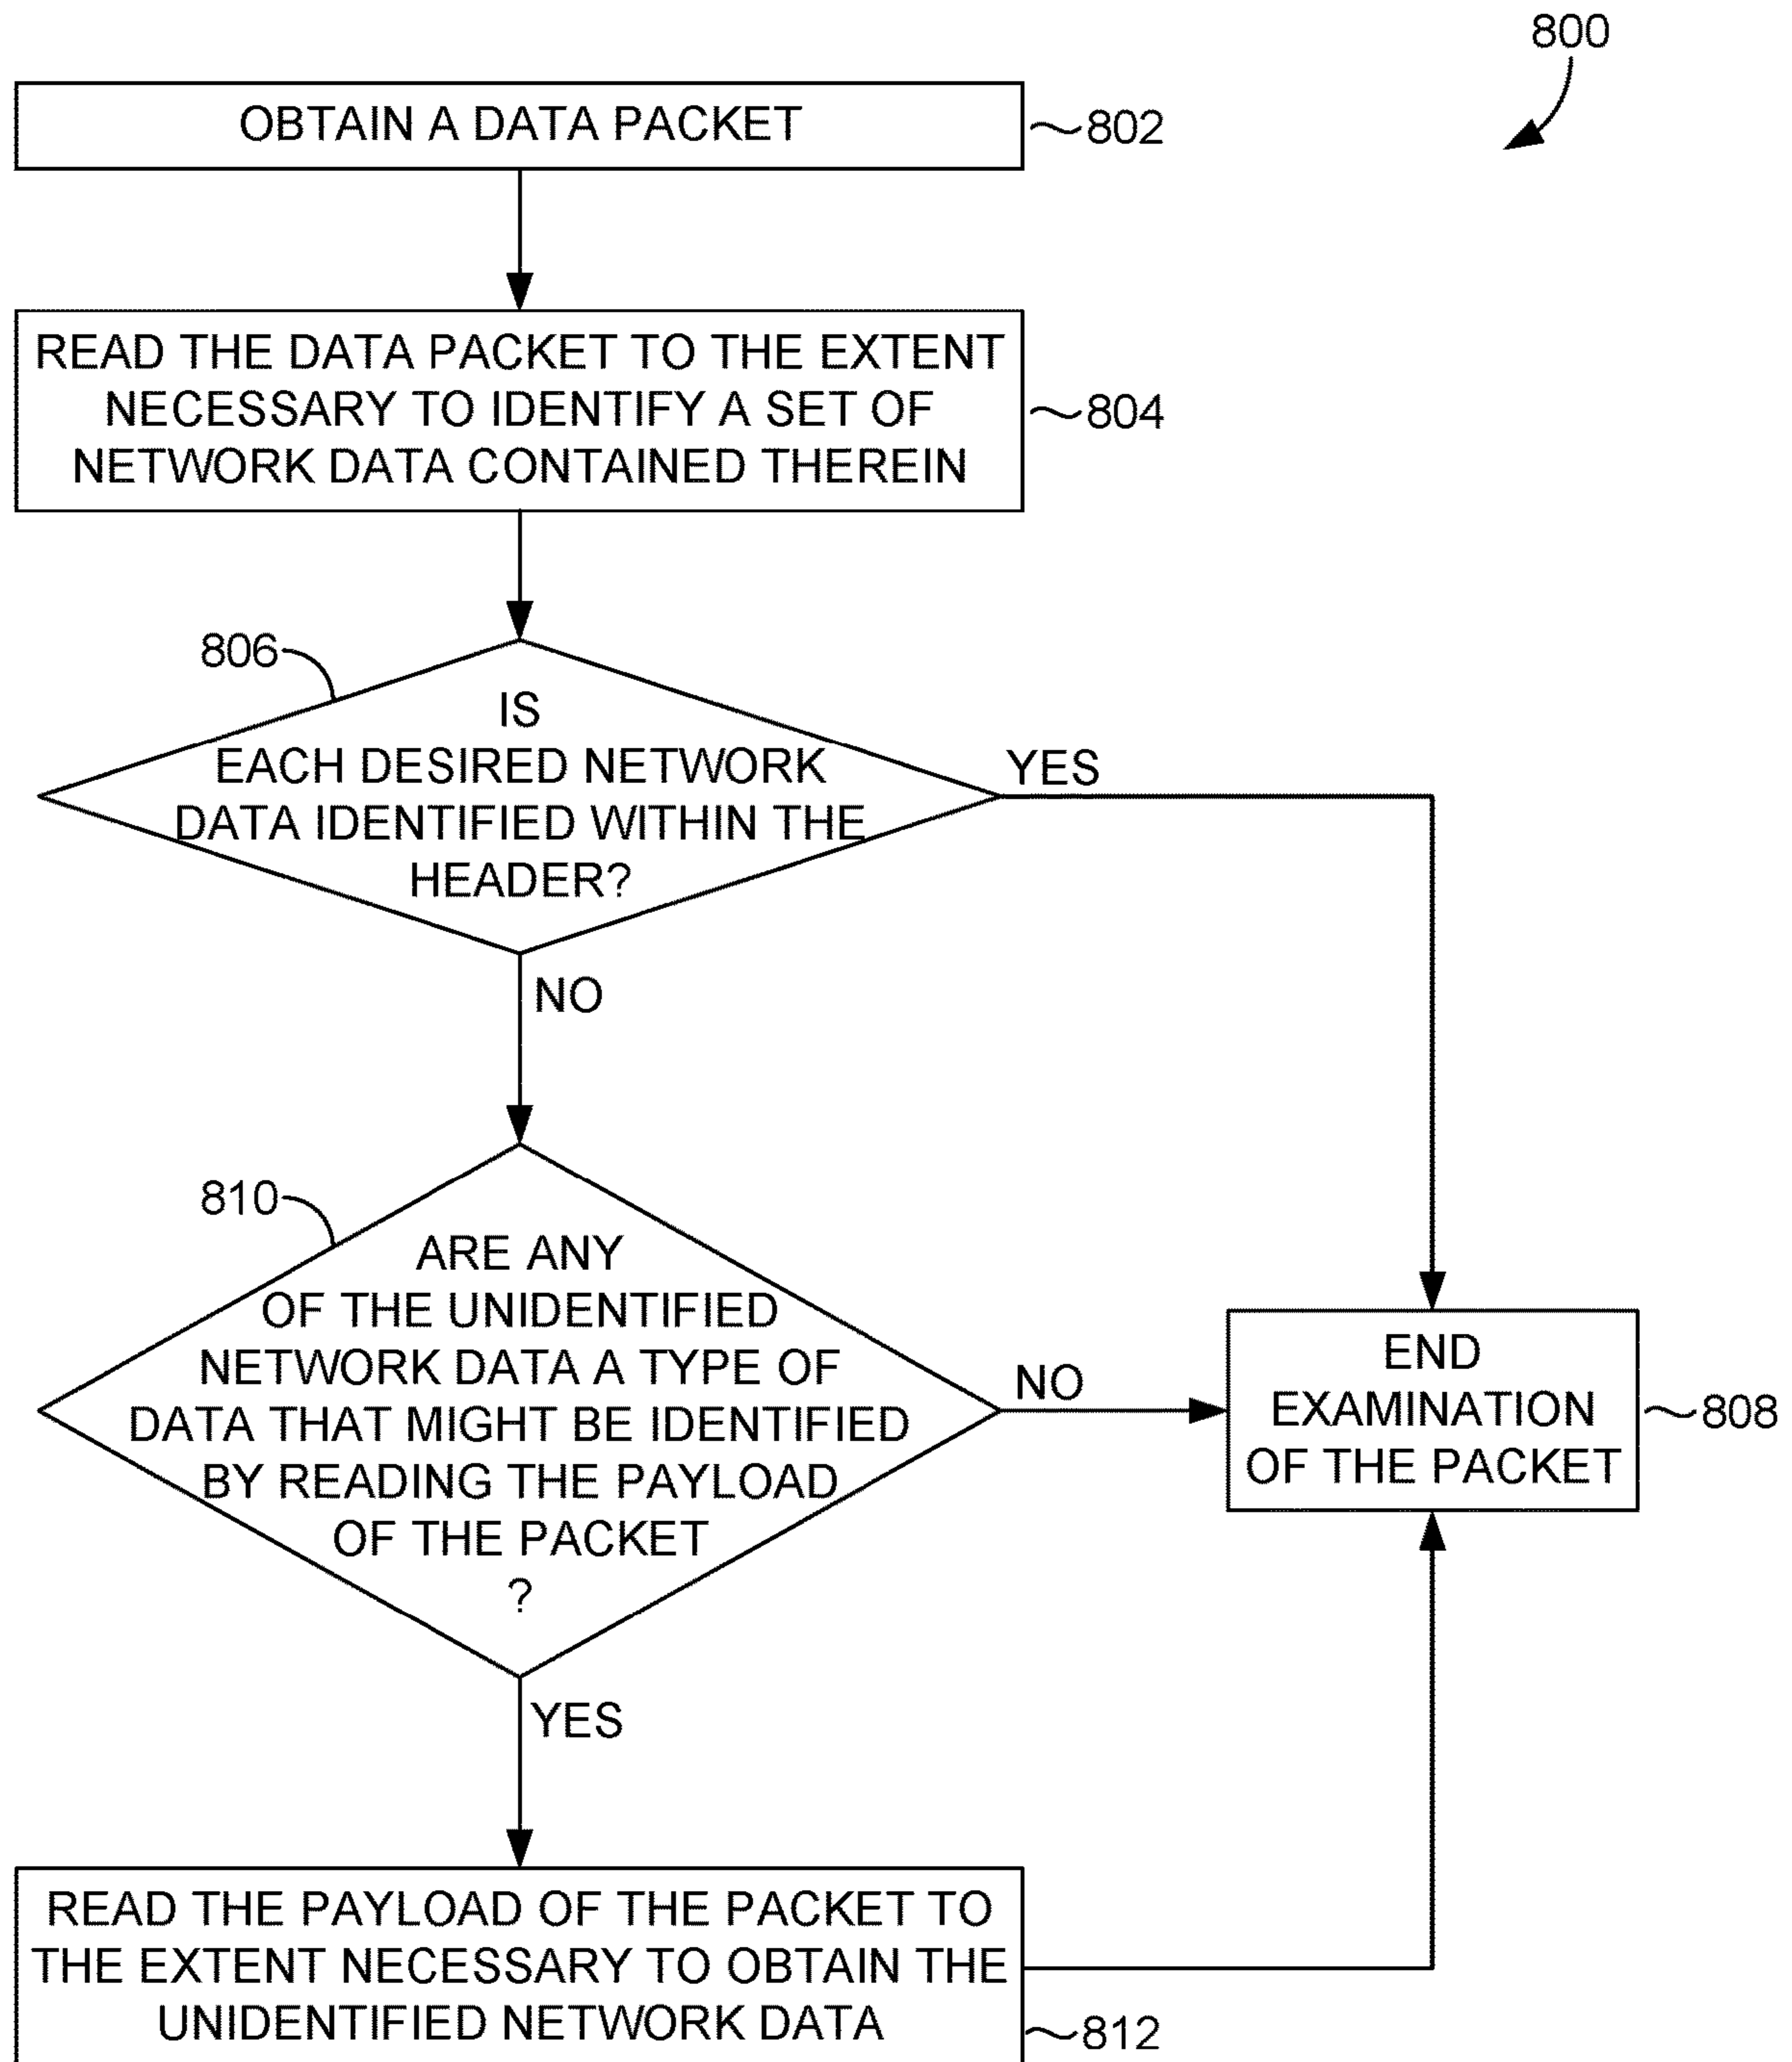 800
OBTAIN A DATA PACKET
802
READ THE DATA PACKET TO THE EXTENT
NECESSARY TO IDENTIFY A SET OF
NETWORK DATA CONTAINED THEREIN
804
806
IS
EACH DESIRED NETWORK
DATA IDENTIFIED WITHIN THE
HEADER?
YES
NO
810
ARE ANY
OF THE UNIDENTIFIED
NETWORK DATA A TYPE OF
DATA THAT MIGHT BE IDENTIFIED
BY READING THE PAYLOAD
OF THE PACKET
?
NO
END
EXAMINATION
OF THE PACKET
808
YES
READ THE PAYLOAD OF THE PACKET TO
THE EXTENT NECESSARY TO OBTAIN THE
UNIDENTIFIED NETWORK DATA
812